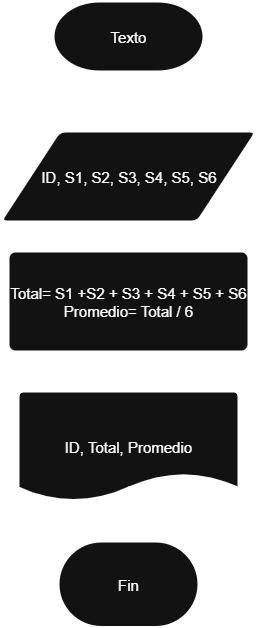 Texto
ID, S1, S2, S3, S4, S5, S6
Total= S1 +S2 + S3 + S4 + S5 + S6
Promedio= Total / 6
ID, Total, Promedio
Fin